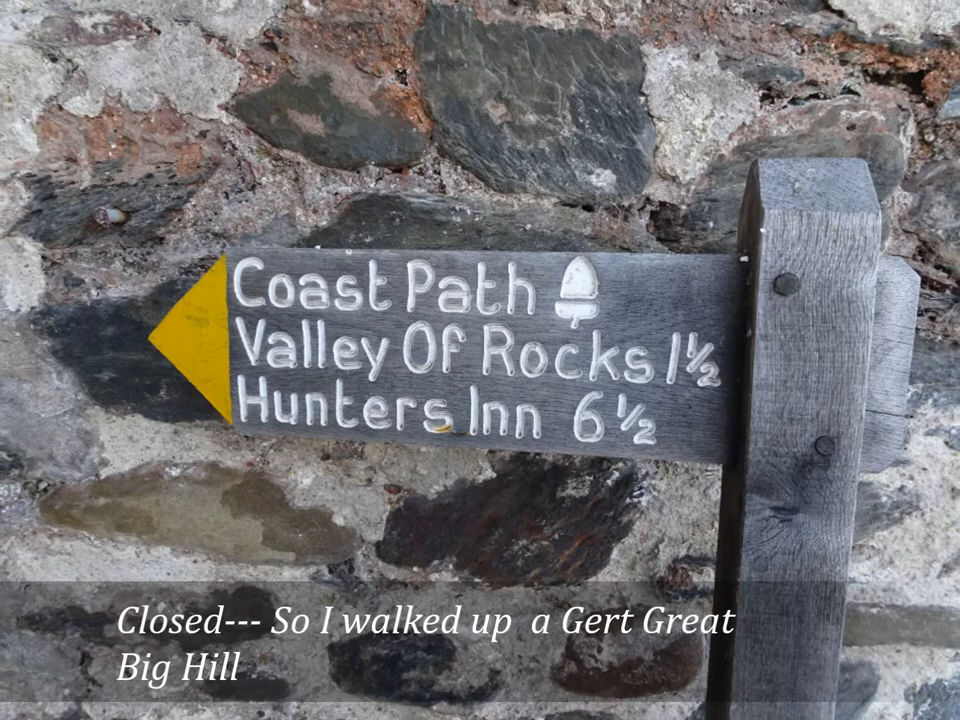 Coast Path
Valley Of Rocks 1½
Hunters Inn 6½
Closed--- So I walked up a Gert Great
Big Hill